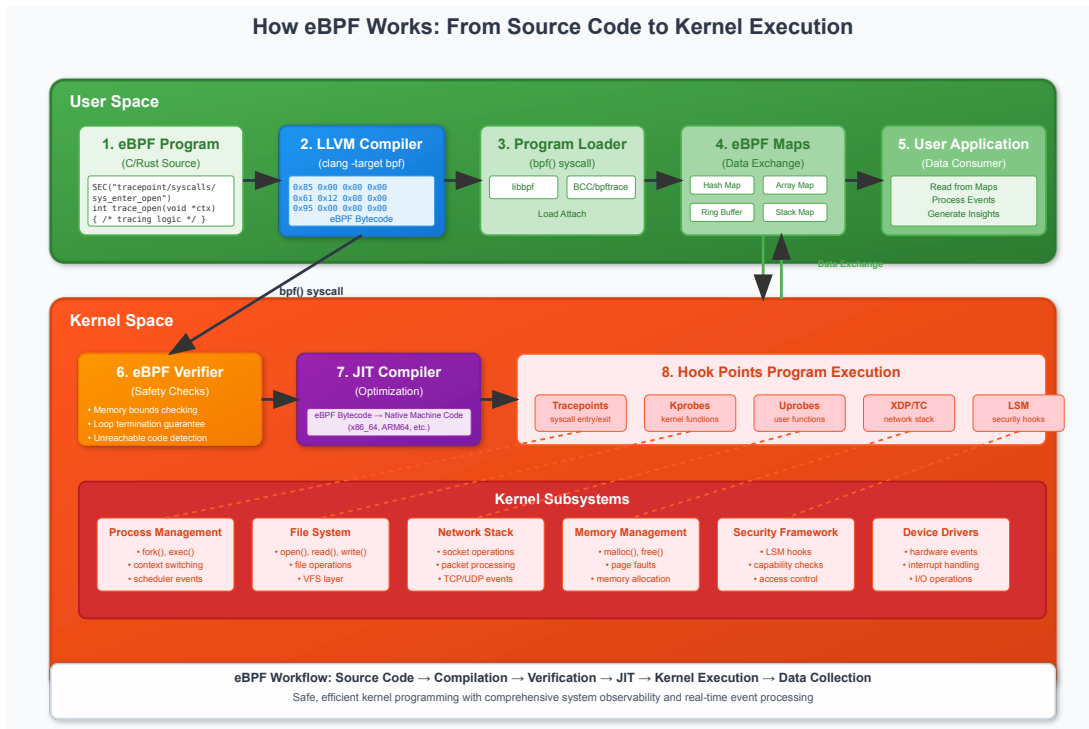 How eBPF Works: From Source Code to Kernel Execution
User Space
1. eBPF Program
(C/Rust Source)
SEC("tracepoint/syscalls/
sys_enter_open")
int trace_open(void *ctx)
{ /* tracing logic */ }
2. LLVM Compiler
(clang -target bpf)
0x85 0x00 0x00 0x00
0x61 0x12 0x08 0x00
0x95 0x00 0x00 0x00
eBPF Bytecode
3. Program Loader
(bpf() syscall)
libbpf
BCC/bpftrace
Load Attach
4. eBPF Maps
(Data Exchange)
Hash Map
Array Map
Ring Buffer
Stack Map
5. User Application
(Data Consumer)
Read from Maps
Process Events
Generate Insights
Data Exchange
bpf() syscall
Kernel Space
6. eBPF Verifier
(Safety Checks)
• Memory bounds checking
• Loop termination guarantee
• Unreachable code detection
7. JIT Compiler
(Optimization)
eBPF Bytecode → Native Machine Code
(x86_64, ARM64, etc.)
8. Hook Points Program Execution
Tracepoints
syscall entry/exit
Kprobes
kernel functions
Uprobes
user functions
XDP/TC
network stack
LSM
security hooks
Kernel Subsystems
Process Management
• fork(), exec()
• context switching
• scheduler events
File System
• open(), read(), write()
• file operations
• VFS layer
Network Stack
• socket operations
• packet processing
• TCP/UDP events
Memory Management
• malloc(), free()
• page faults
• memory allocation
Security Framework
• LSM hooks
• capability checks
• access control
Device Drivers
• hardware events
• interrupt handling
• I/O operations
eBPF Workflow: Source Code → Compilation → Verification → JIT → Kernel Execution → Data Collection
Safe, efficient kernel programming with comprehensive system observability and real-time event processing